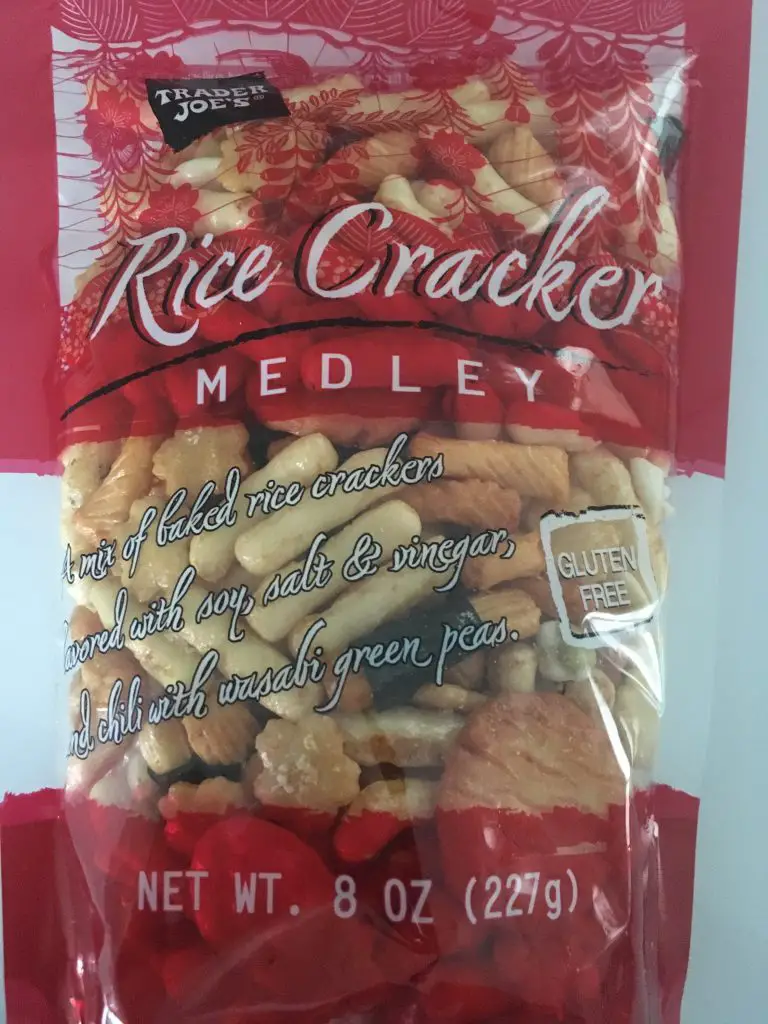 TRADER
JOE'S
Rice Cracker
MEDLEY
A mix of baked rice crackers
flavored with soy, salt & vinegar,
and chili with wasabi green peas.
GLUTEN
FREE
NET WT. 8 OZ (227g)